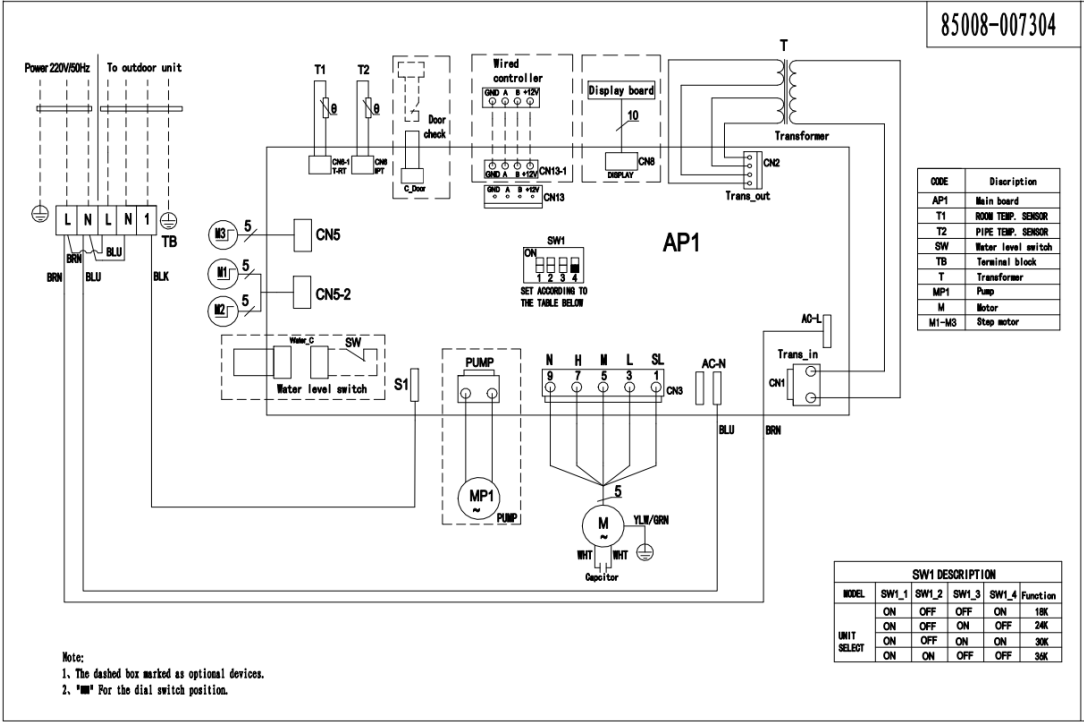 85008-007304
Power 220V/50Hz
To outdoor unit
L N L N 1
TB
BRN
BLU
BRN
BLU
BLK
T1
T2
θ
θ
CN6-1
T-RT
CN6
IPT
Door
check
C_Door
Wired
controller
GND A B +12V
GND A B +12V
CN13-1
GND A B +12V
CN13
Display board
10
CN8
DISPLAY
T
Transformer
CN2
Trans_out
M3
5
CN5
M1
5
M2
5
CN5-2
SW1
ON
1 2 3 4
SET ACCORDING TO
THE TABLE BELOW
AP1
Water_C
SW
Water level switch
S1
PUMP
MP1
~
PUMP
N H M L SL
9 7 5 3 1
CN3
5
M
~
YLW/GRN
WHT
WHT
Capcitor
AC-N
AC-L
Trans_in
CN1
BLU
BRN
CODE Discription
AP1 Main board
T1 ROOM TEMP. SENSOR
T2 PIPE TEMP. SENSOR
SW Water level switch
TB Terminal block
T Transformer
MP1 Pump
M Motor
M1-M3 Step motor
SW1 DESCRIPTION
MODEL SW1_1 SW1_2 SW1_3 SW1_4 Function
UNIT
SELECT
ON OFF OFF ON 18K
ON OFF ON OFF 24K
ON OFF ON ON 30K
ON ON OFF OFF 36K
Note:
1、The dashed box marked as optional devices.
2、"■■" For the dial switch position.